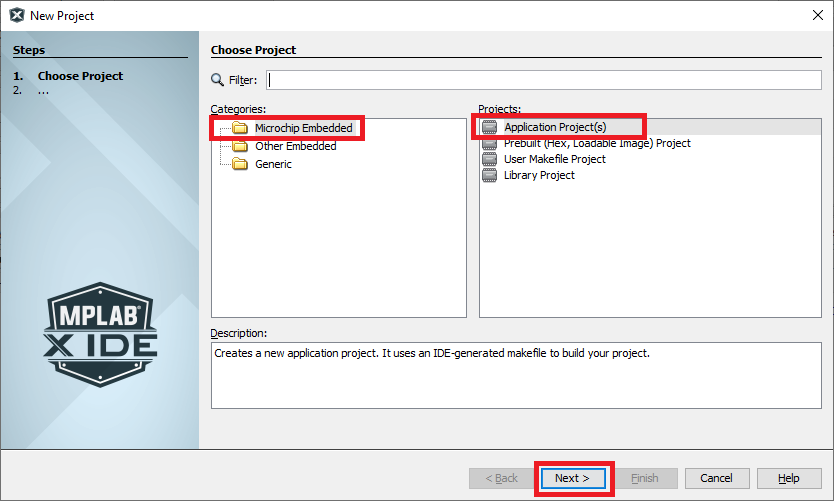 New Project
Steps
1. Choose Project
2. ...
Choose Project
Filter:
Categories:
Microchip Embedded
Other Embedded
Generic
Projects:
Application Project(s)
Prebuilt (Hex, Loadable Image) Project
User Makefile Project
Library Project
MPLAB®
X IDE
Description:
Creates a new application project. It uses an IDE-generated makefile to build your project.
< Back
Next >
Finish
Cancel
Help